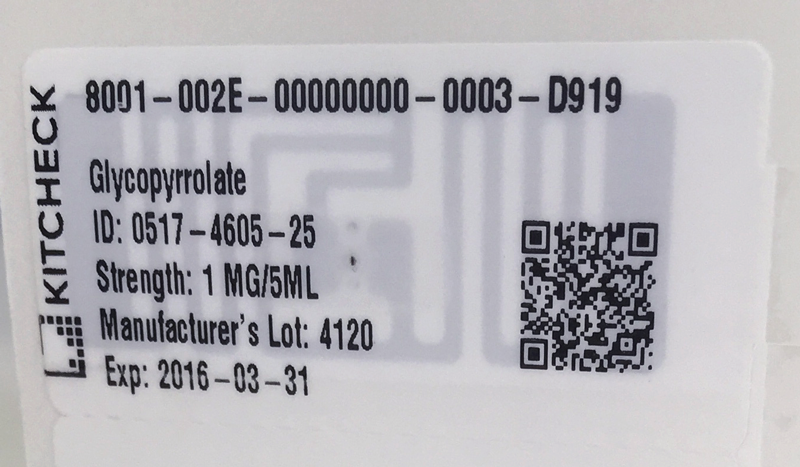 8001-002E-00000000-0003-D919
KITCHECK
Glycopyrrolate
ID: 0517-4605-25
Strength: 1 MG/5ML
Manufacturer's Lot: 4120
Exp: 2016-03-31